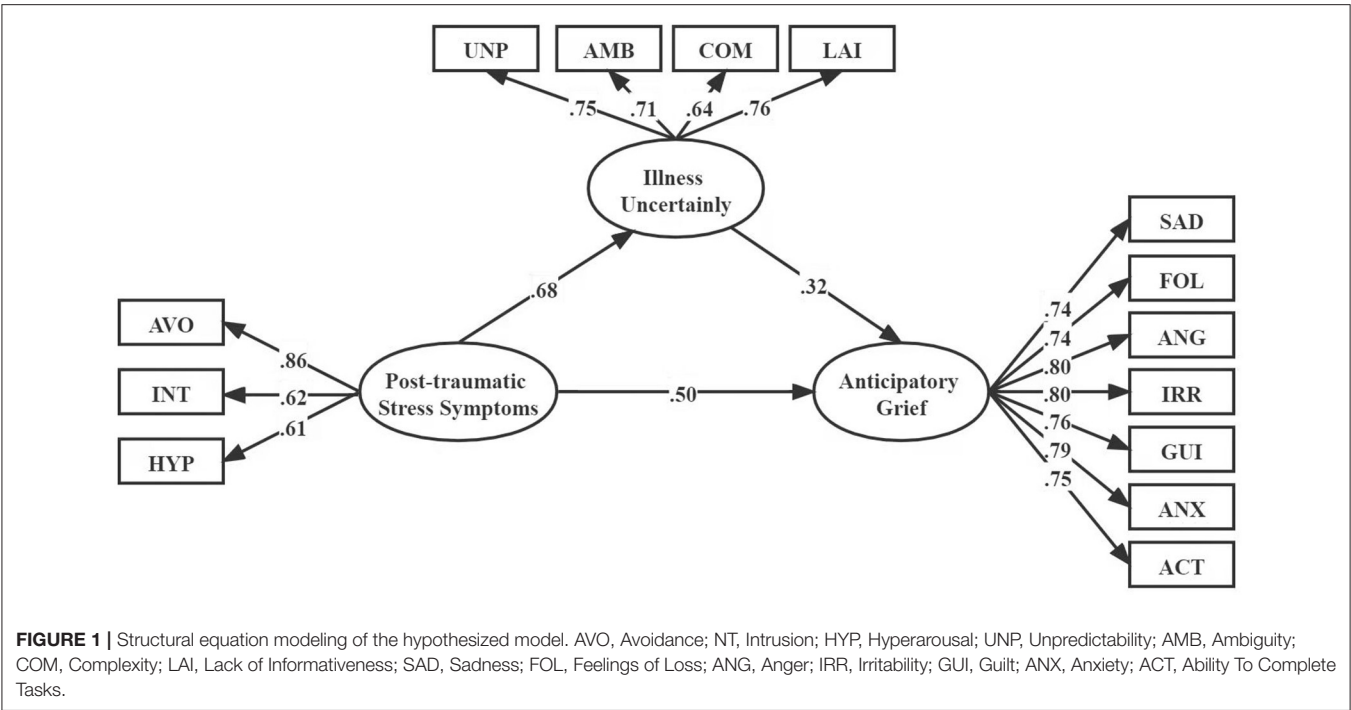 UNP AMB COM LAI
.75 .71 .64 .76
Illness
Uncertainly
.68
.32
AVO
INT
HYP
.86
.62
.61
Post-traumatic
Stress Symptoms
.50
Anticipatory
Grief
.74
.74
.80
.80
.76
.79
.75
SAD
FOL
ANG
IRR
GUI
ANX
ACT
FIGURE 1 | Structural equation modeling of the hypothesized model. AVO, Avoidance; NT, Intrusion; HYP, Hyperarousal; UNP, Unpredictability; AMB, Ambiguity;
COM, Complexity; LAI, Lack of Informativeness; SAD, Sadness; FOL, Feelings of Loss; ANG, Anger; IRR, Irritability; GUI, Guilt; ANX, Anxiety; ACT, Ability To Complete
Tasks.